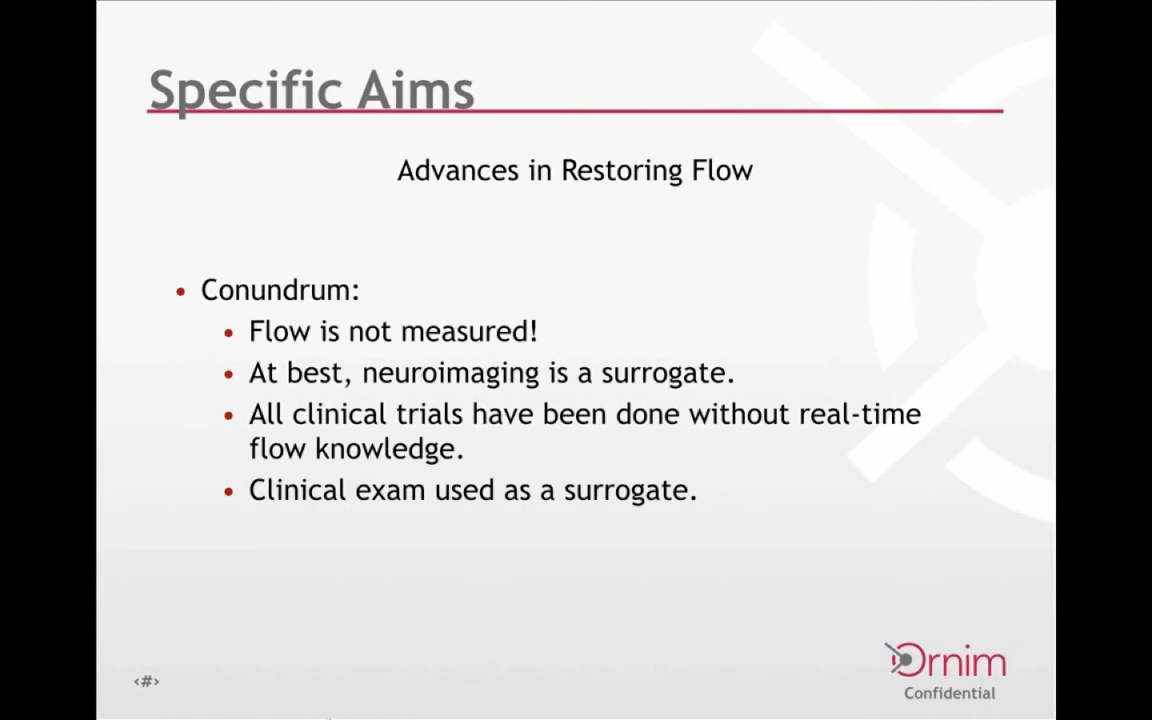 Specific Aims
Advances in Restoring Flow
• Conundrum:
• Flow is not measured!
• At best, neuroimaging is a surrogate.
• All clinical trials have been done without real-time
flow knowledge.
• Clinical exam used as a surrogate.
‹#›
Ornim
Confidential